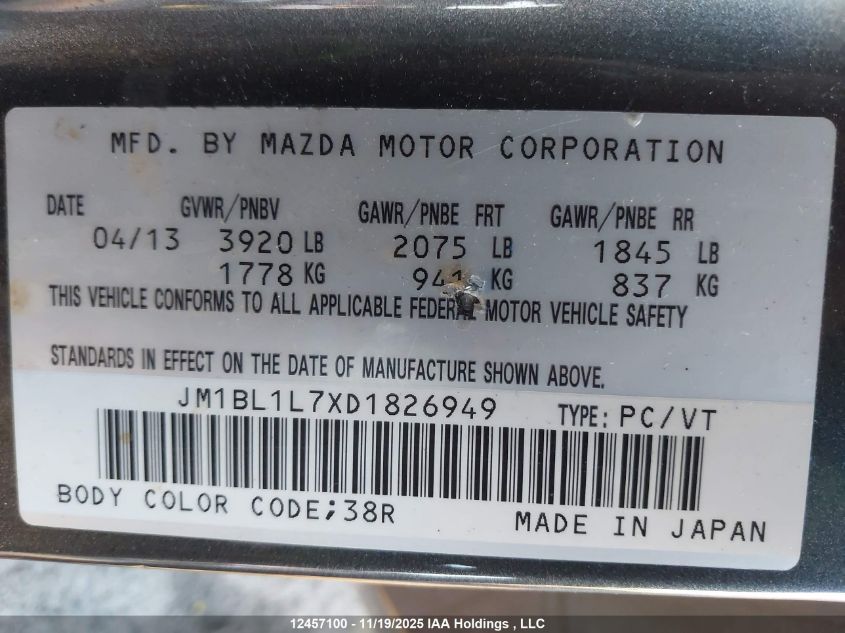 MFD. BY MAZDA MOTOR CORPORATION
DATE GVWR/PNBV GAWR/PNBE FRT GAWR/PNBE RR
04/13 3920 LB 2075 LB 1845 LB
1778 KG 941 KG 837 KG
THIS VEHICLE CONFORMS TO ALL APPLICABLE FEDERAL MOTOR VEHICLE SAFETY
STANDARDS IN EFFECT ON THE DATE OF MANUFACTURE SHOWN ABOVE.
JM1BL1L7XD1826949 TYPE: PC/VT
BODY COLOR CODE;38R MADE IN JAPAN
12457100 - 11/19/2025 IAA Holdings , LLC